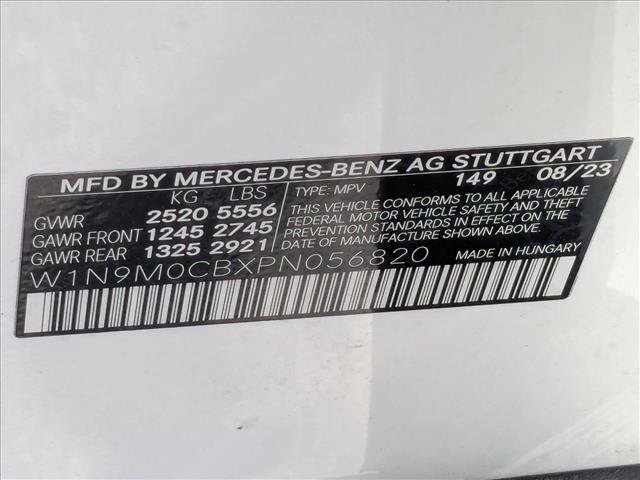 MFD BY MERCEDES-BENZ AG STUTTGART
KG LBS TYPE: MPV 149 08/23
GVWR 2520 5556 THIS VEHICLE CONFORMS TO ALL APPLICABLE
GAWR FRONT 1245 2745 FEDERAL MOTOR VEHICLE SAFETY AND THEFT
GAWR REAR 1325 2921 PREVENTION STANDARDS IN EFFECT ON THE
DATE OF MANUFACTURE SHOWN ABOVE.
W1N9M0CBXPN056820 MADE IN HUNGARY